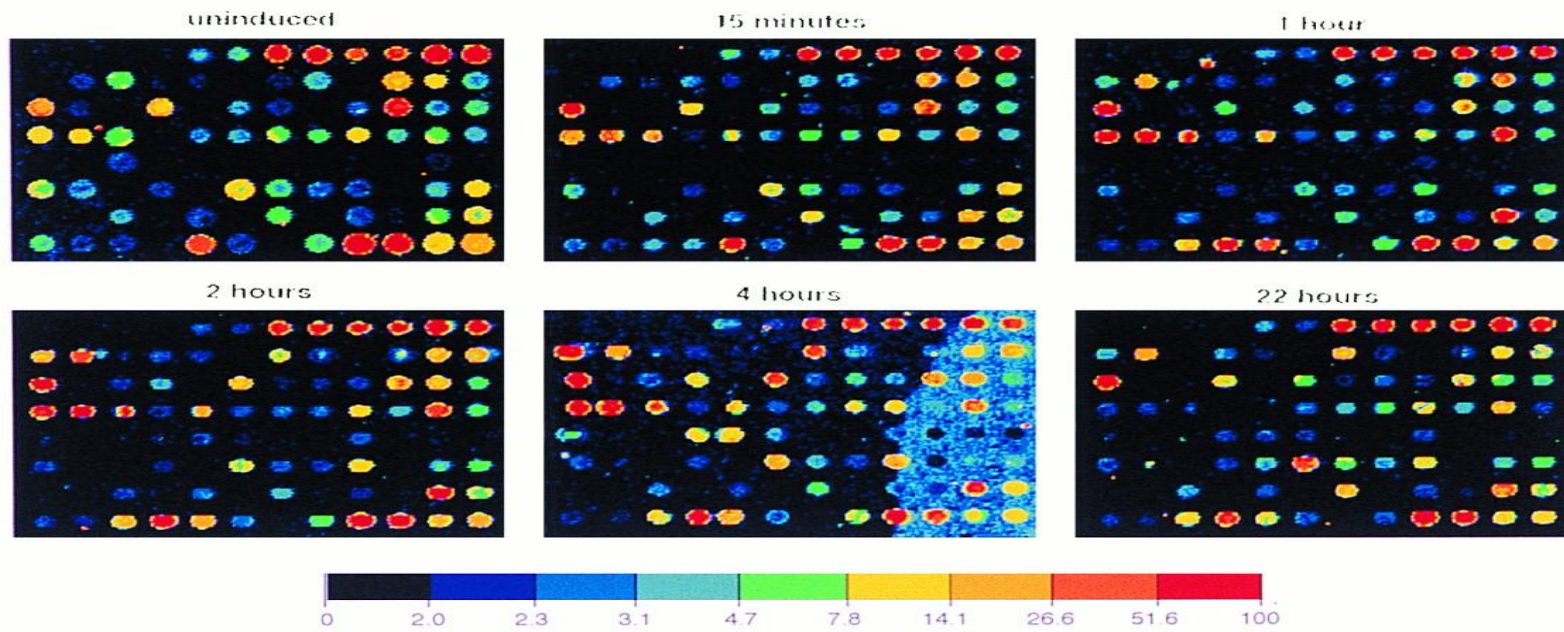 uninduced
15 minutes
1 hour
2 hours
4 hours
22 hours
0 2.0 2.3 3.1 4.7 7.8 14.1 26.6 51.6 100